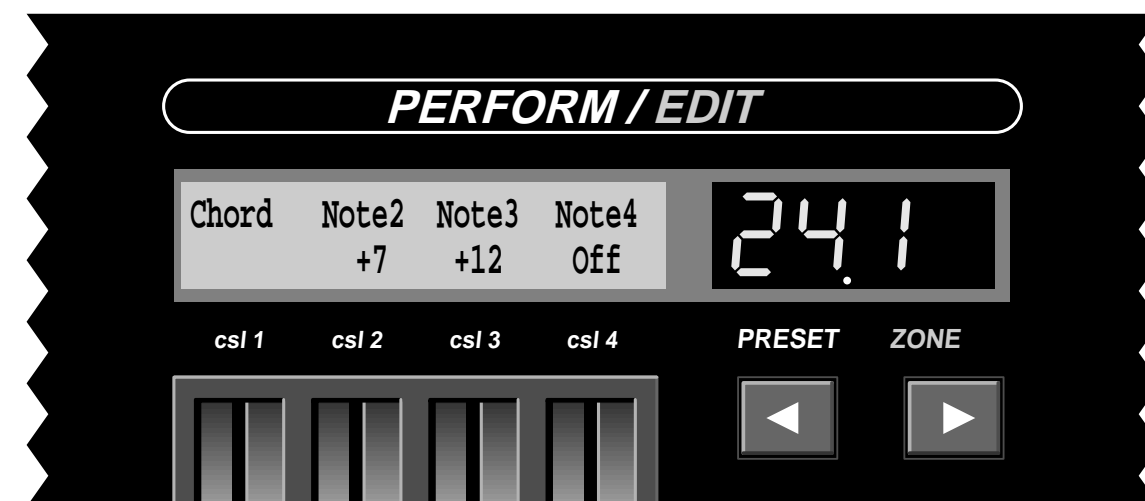 PERFORM / EDIT
Chord Note2 Note3 Note4
+7 +12 Off
24.1
csl 1 csl 2 csl 3 csl 4
PRESET ZONE